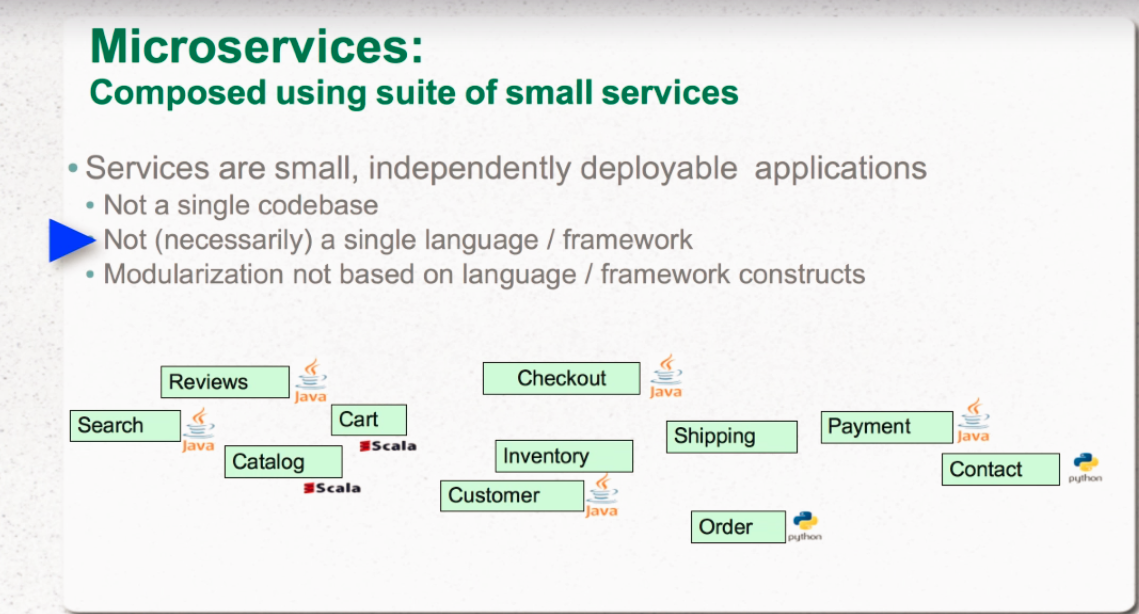 Microservices:
Composed using suite of small services
• Services are small, independently deployable applications
• Not a single codebase
Not (necessarily) a single language / framework
• Modularization not based on language / framework constructs
Reviews
Java
Checkout
Java
Search
Java
Cart
Scala
Shipping
Payment
Java
Catalog
Scala
Inventory
Contact
python
Customer
Java
Order
python